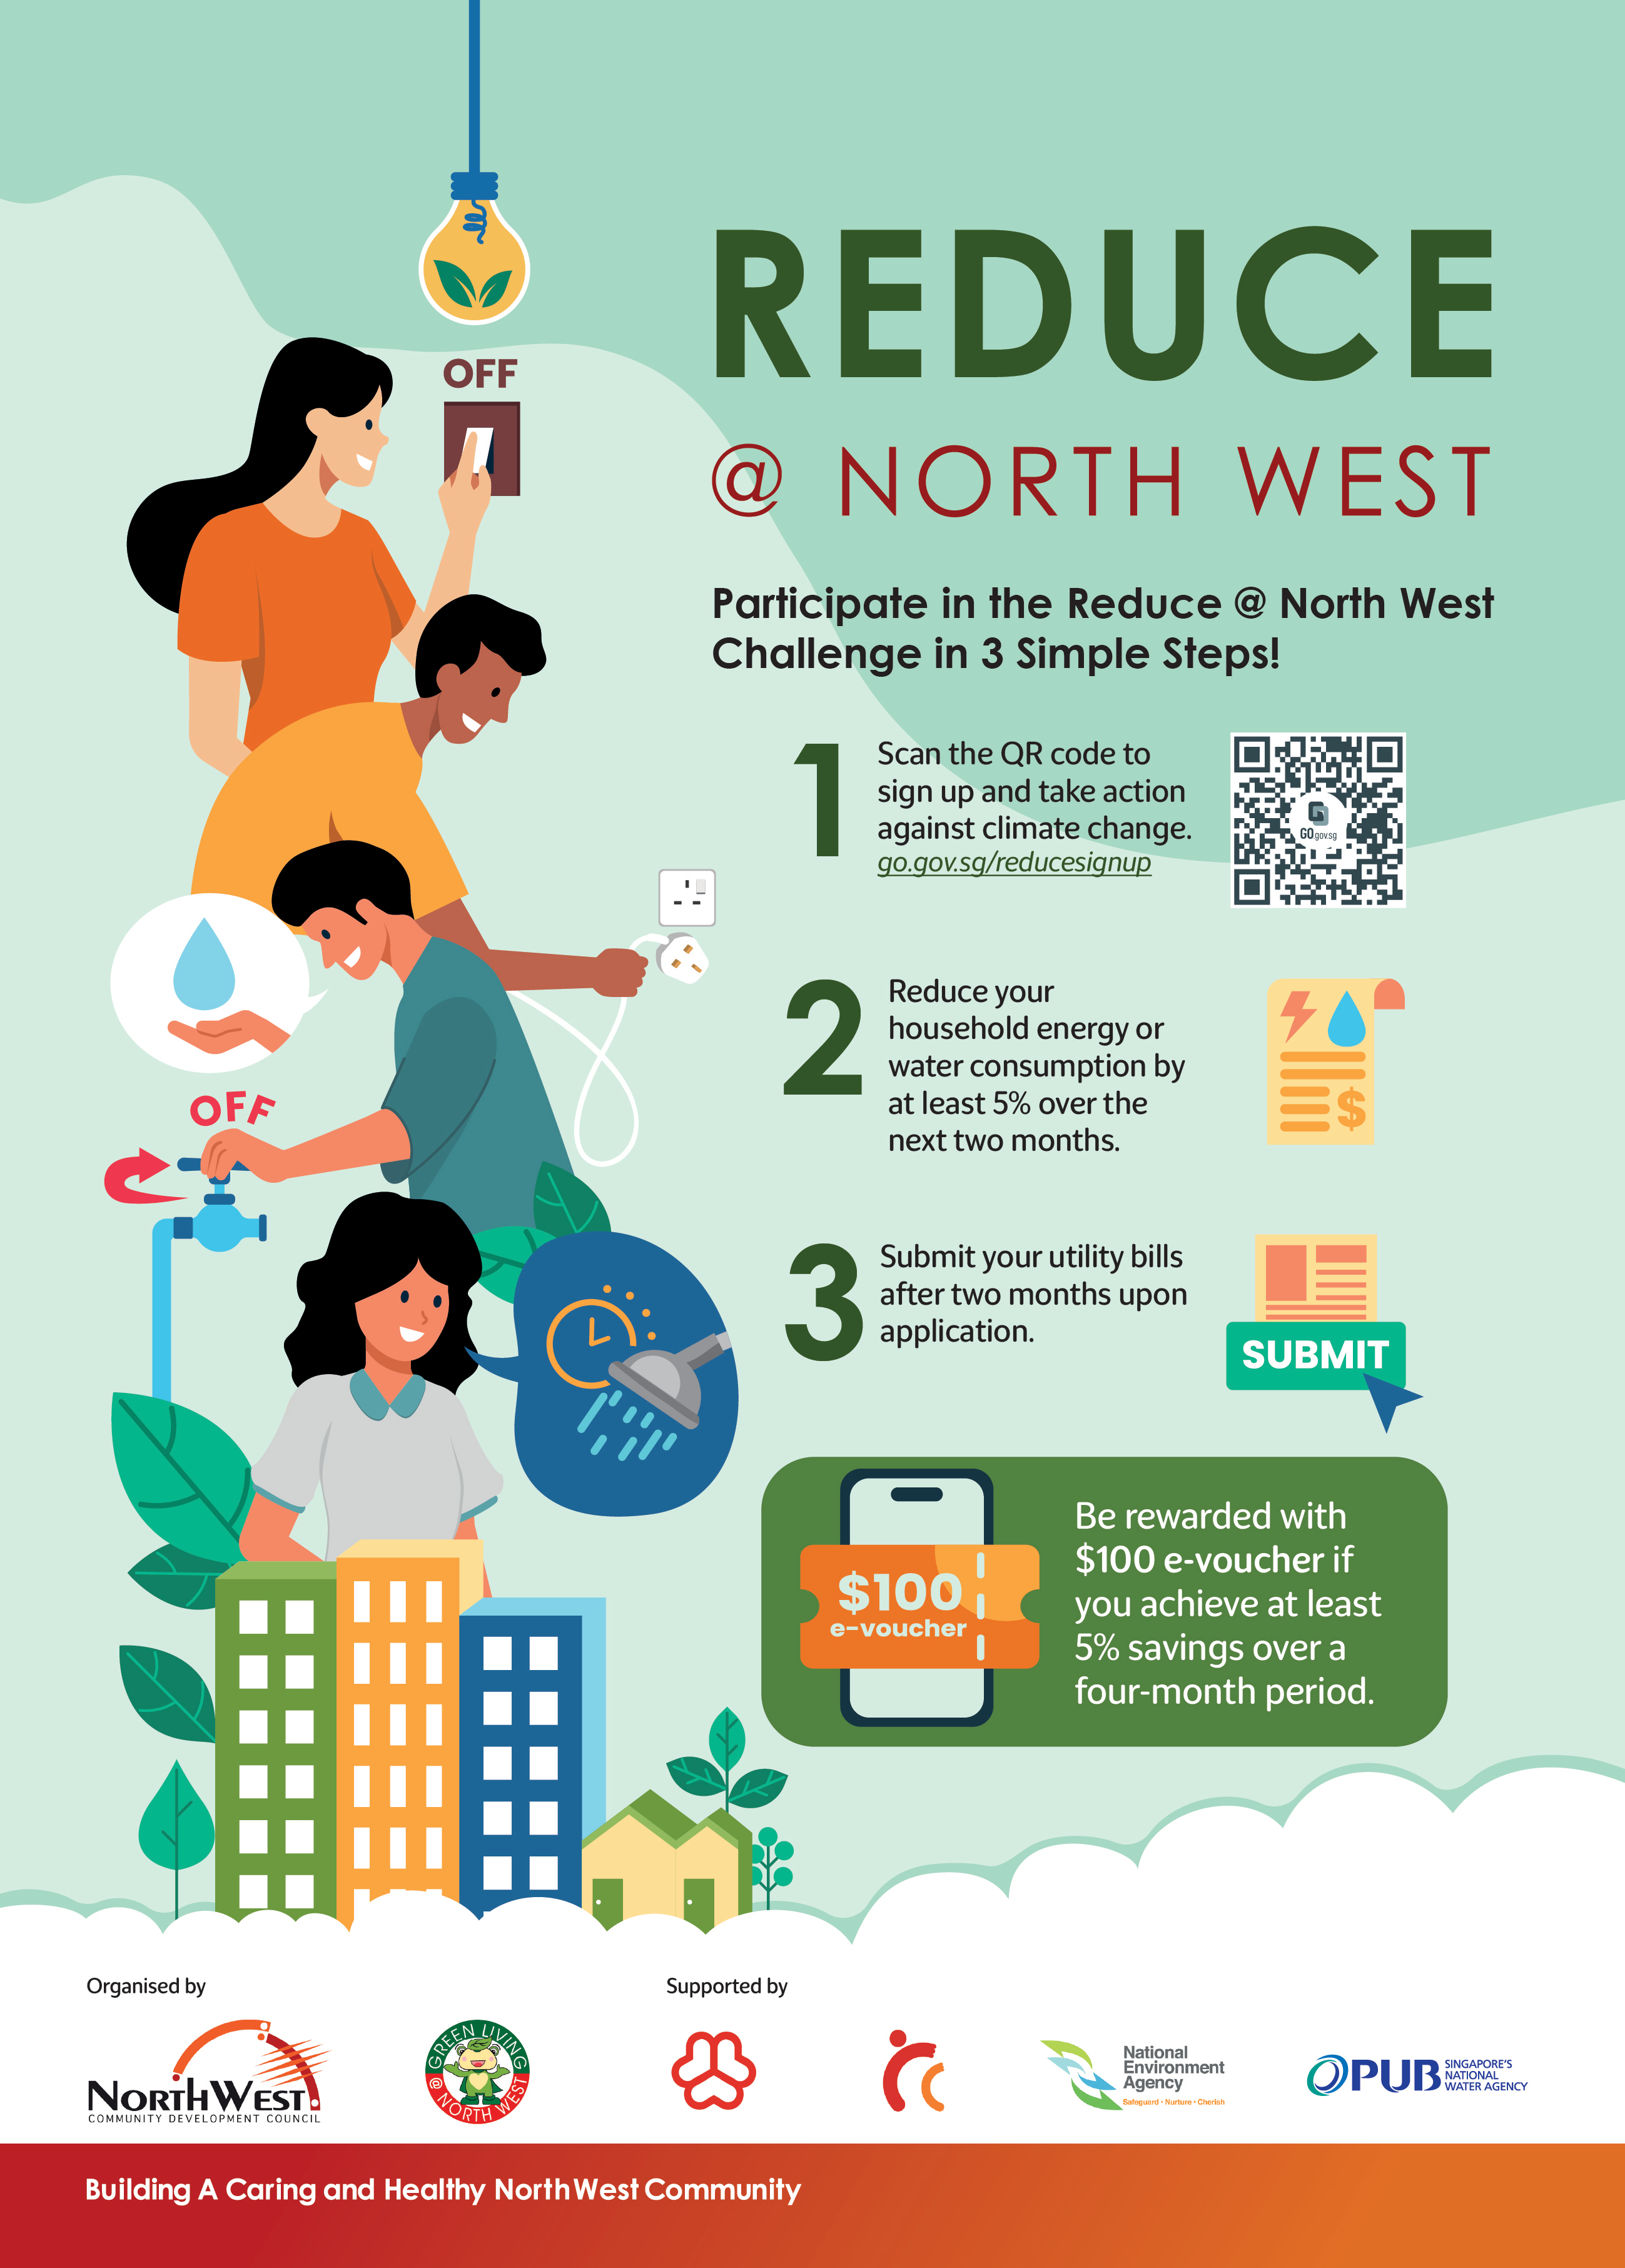 OFF
REDUCE
@ NORTH WEST
Participate in the Reduce @ North West
Challenge in 3 Simple Steps!
1
Scan the QR code to
sign up and take action
against climate change.
go.gov.sg/reducesignup
GO.gov.sg
2
Reduce your
household energy or
water consumption by
at least 5% over the
next two months.
$
OFF
3
Submit your utility bills
after two months upon
application.
SUBMIT
$100
e-voucher
Be rewarded with
$100 e-voucher if
you achieve at least
5% savings over a
four-month period.
Organised by
NORTHWEST
COMMUNITY DEVELOPMENT COUNCIL
GREEN LIVING
@ NORTH WEST
Supported by
National
Environment
Agency
Safeguard • Nurture • Cherish
PUB
SINGAPORE'S
NATIONAL
WATER AGENCY
Building A Caring and Healthy NorthWest Community